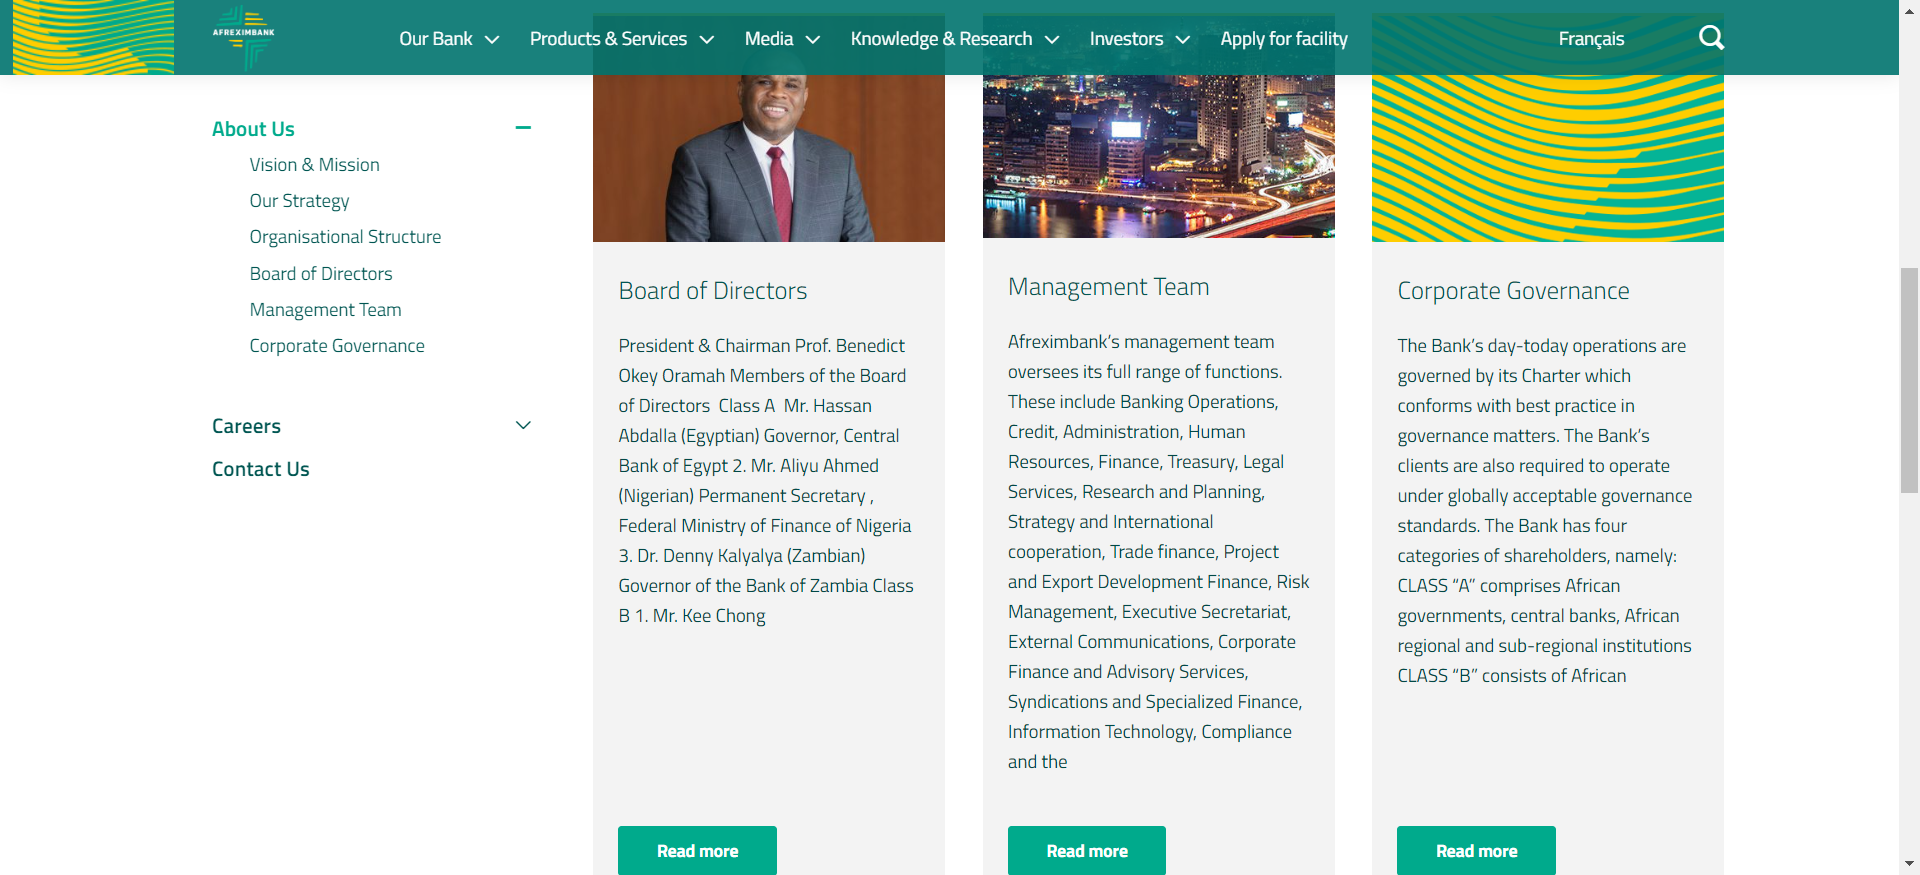 AFREXIMBANK
Our Bank
Products & Services
Media
Knowledge & Research
Investors
Apply for facility
Français
About Us
Vision & Mission
Our Strategy
Organisational Structure
Board of Directors
Management Team
Corporate Governance
Careers
Contact Us
Board of Directors
President & Chairman Prof. Benedict
Okey Oramah Members of the Board
of Directors  Class A  Mr. Hassan
Abdalla (Egyptian) Governor, Central
Bank of Egypt 2. Mr. Aliyu Ahmed
(Nigerian) Permanent Secretary ,
Federal Ministry of Finance of Nigeria
3. Dr. Denny Kalyalya (Zambian)
Governor of the Bank of Zambia Class
B 1. Mr. Kee Chong
Read more
Management Team
Afreximbank’s management team
oversees its full range of functions.
These include Banking Operations,
Credit, Administration, Human
Resources, Finance, Treasury, Legal
Services, Research and Planning,
Strategy and International
cooperation, Trade finance, Project
and Export Development Finance, Risk
Management, Executive Secretariat,
External Communications, Corporate
Finance and Advisory Services,
Syndications and Specialized Finance,
Information Technology, Compliance
and the
Read more
Corporate Governance
The Bank’s day-today operations are
governed by its Charter which
conforms with best practice in
governance matters. The Bank’s
clients are also required to operate
under globally acceptable governance
standards. The Bank has four
categories of shareholders, namely:
CLASS “A” comprises African
governments, central banks, African
regional and sub-regional institutions
CLASS “B” consists of African
Read more